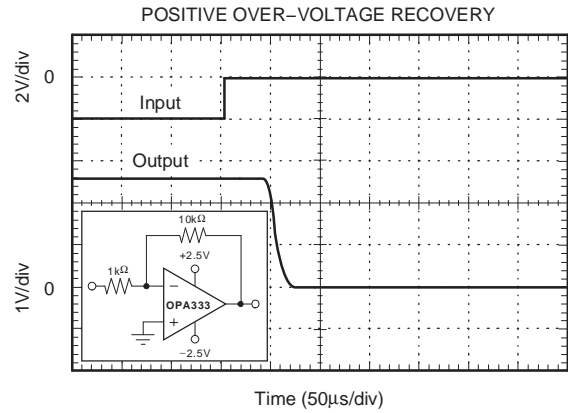 POSITIVE OVER−VOLTAGE RECOVERY
2V/div
0
Input
Output
1V/div
0
10kΩ
+2.5V
1kΩ
−
OPA333
+
−2.5V
Time (50µs/div)